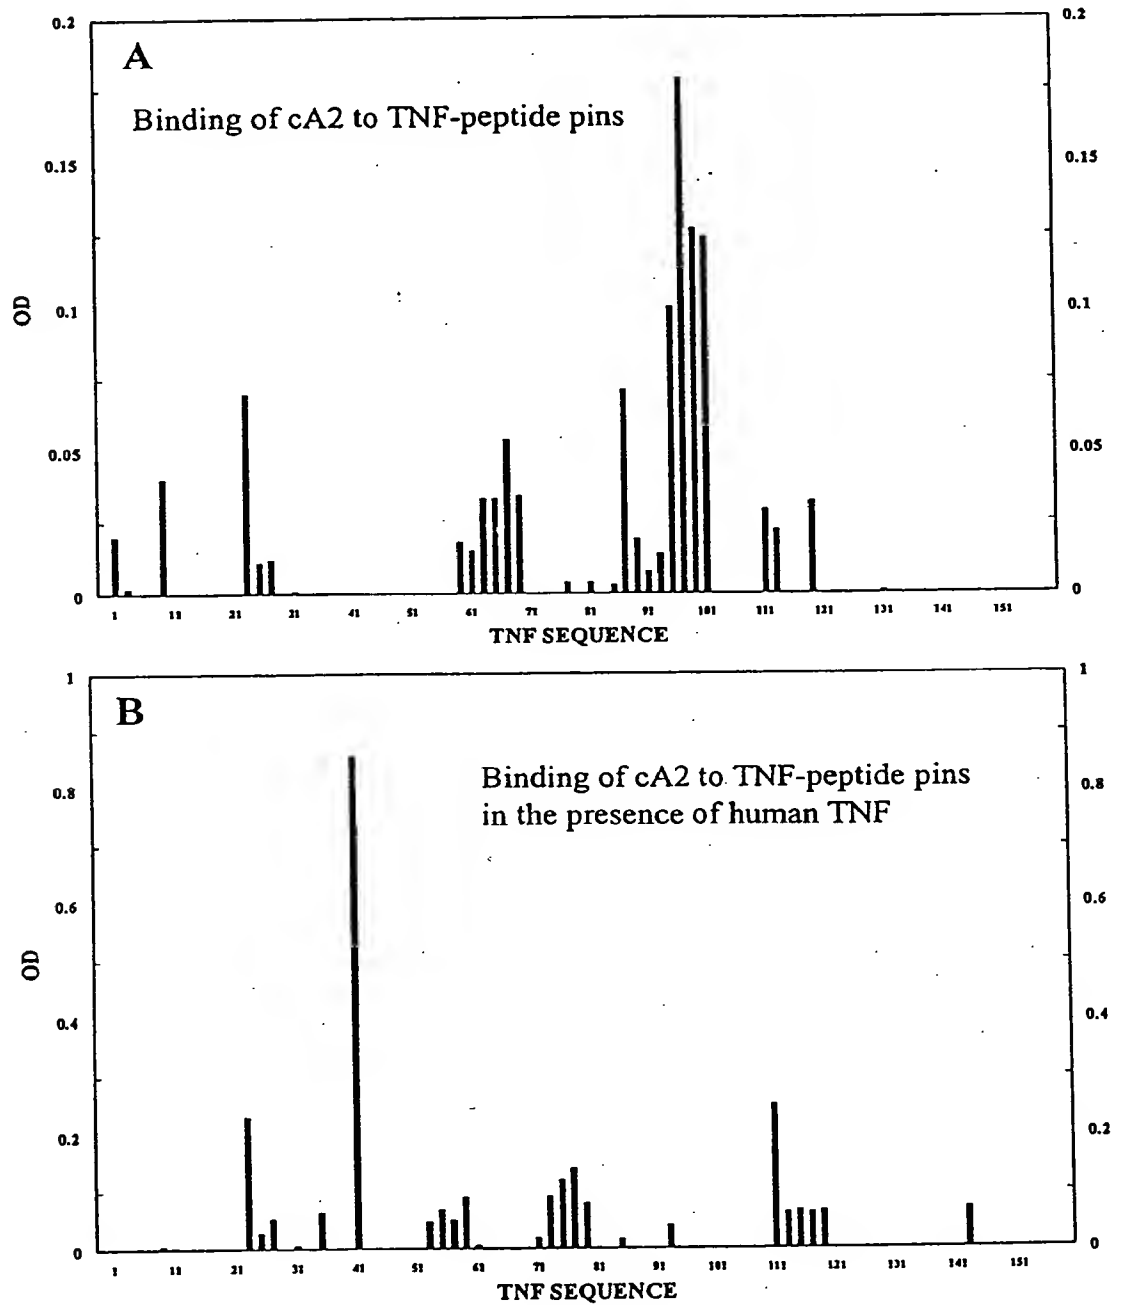 0.2
0.2
A
Binding of cA2 to TNF-peptide pins
0.15
0.15
0.1
0.1
OD
0.05
0.05
0
0
1 11 21 21 41 51 61 71 81 91 101 111 121 131 141 151
TNF SEQUENCE
1
1
B
Binding of cA2 to TNF-peptide pins
in the presence of human TNF
0.8
0.8
0.6
0.6
OD
0.4
0.4
0.2
0.2
0
0
1 11 21 31 41 51 61 71 81 91 101 111 121 131 141 151
TNF SEQUENCE